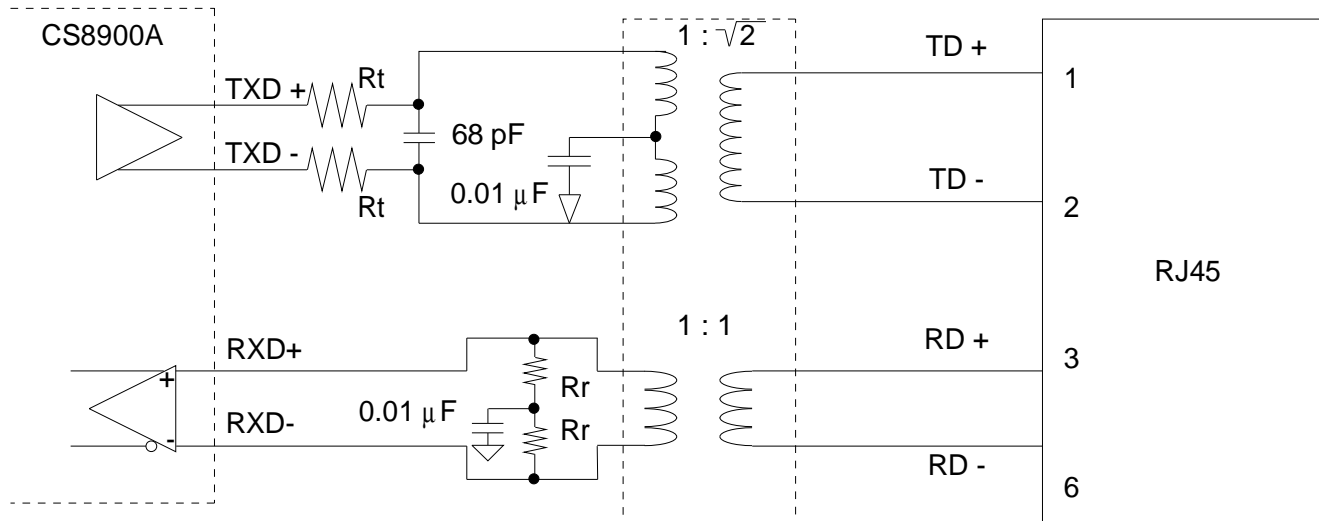 CS8900A
1 : √2
TD +
TXD +
Rt
1
68 pF
TXD -
Rt
0.01 μF
TD -
2
RJ45
1 : 1
RXD+
RD +
3
+
Rr
0.01 μF
RXD-
Rr
-
RD -
6